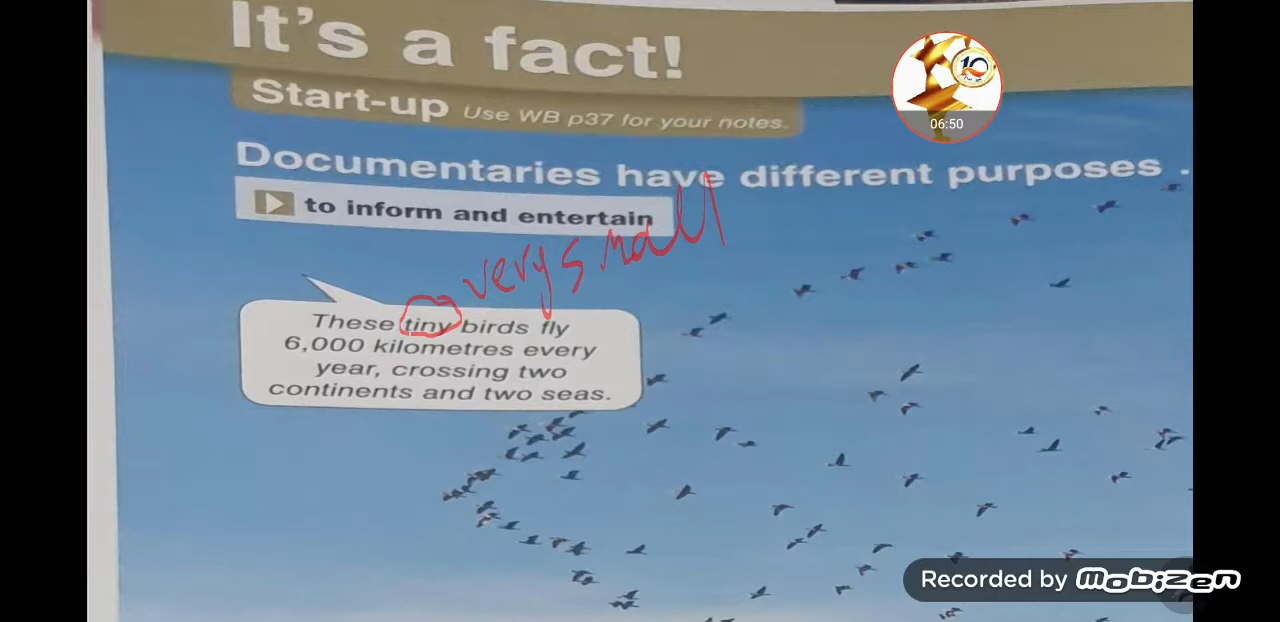 It's a fact!
Start-up Use WB p37 for your notes.
06:50
Documentaries have different purposes .
to inform and entertain
very small
These tiny birds fly
6,000 kilometres every
year, crossing two
continents and two seas.
Recorded by Mobizen